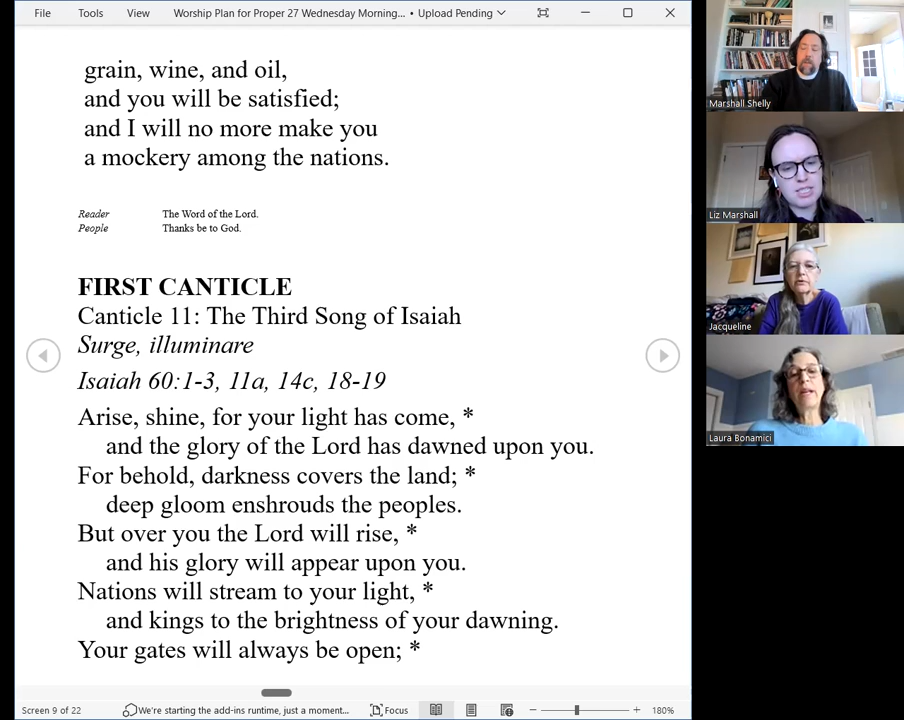 File Tools View Worship Plan for Proper 27 Wednesday Morning... • Upload Pending
grain, wine, and oil,
and you will be satisfied;
and I will no more make you
a mockery among the nations.
Reader The Word of the Lord.
People Thanks be to God.
FIRST CANTICLE
Canticle 11: The Third Song of Isaiah
Surge, illuminare
Isaiah 60:1-3, 11a, 14c, 18-19
Arise, shine, for your light has come, *
and the glory of the Lord has dawned upon you.
For behold, darkness covers the land; *
deep gloom enshrouds the peoples.
But over you the Lord will rise, *
and his glory will appear upon you.
Nations will stream to your light, *
and kings to the brightness of your dawning.
Your gates will always be open; *
Screen 9 of 22 We're starting the add-ins runtime, just a moment... Focus 180%
Marshall Shelly
Liz Marshall
Jacqueline
Laura Bonamici